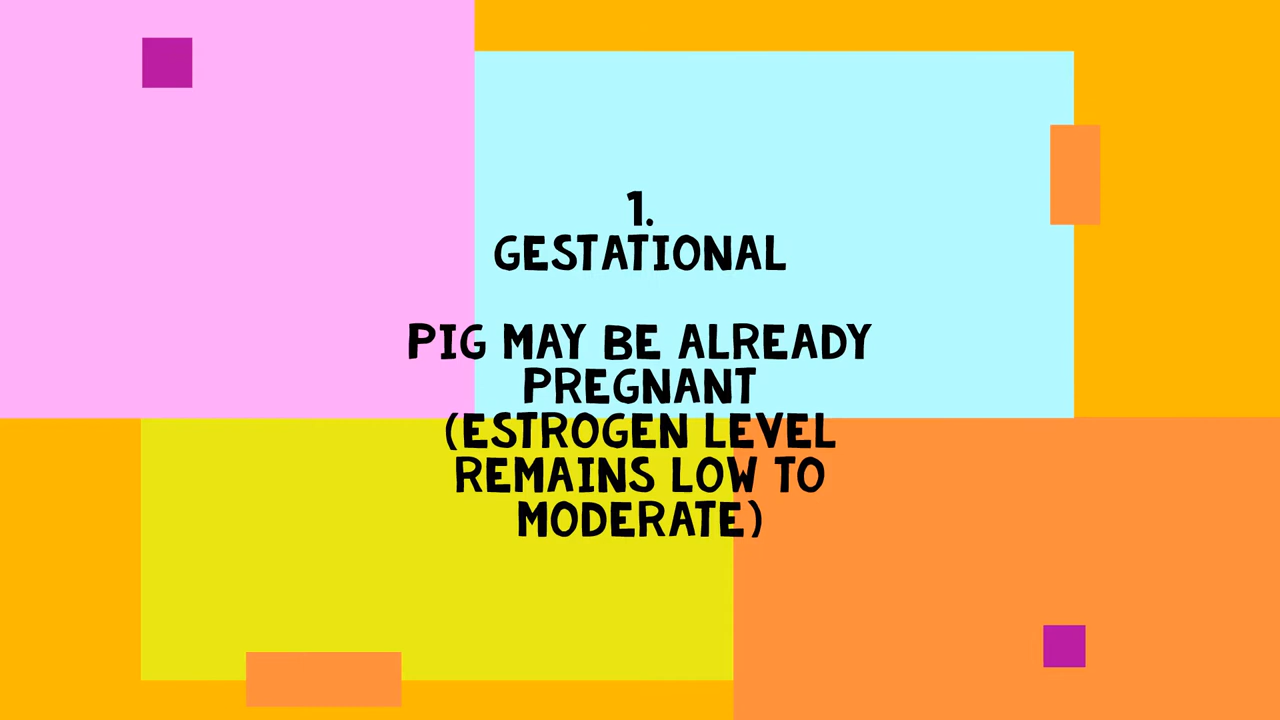 1.
GESTATIONAL
PIG MAY BE ALREADY
PREGNANT
(ESTROGEN LEVEL
REMAINS LOW TO
MODERATE)